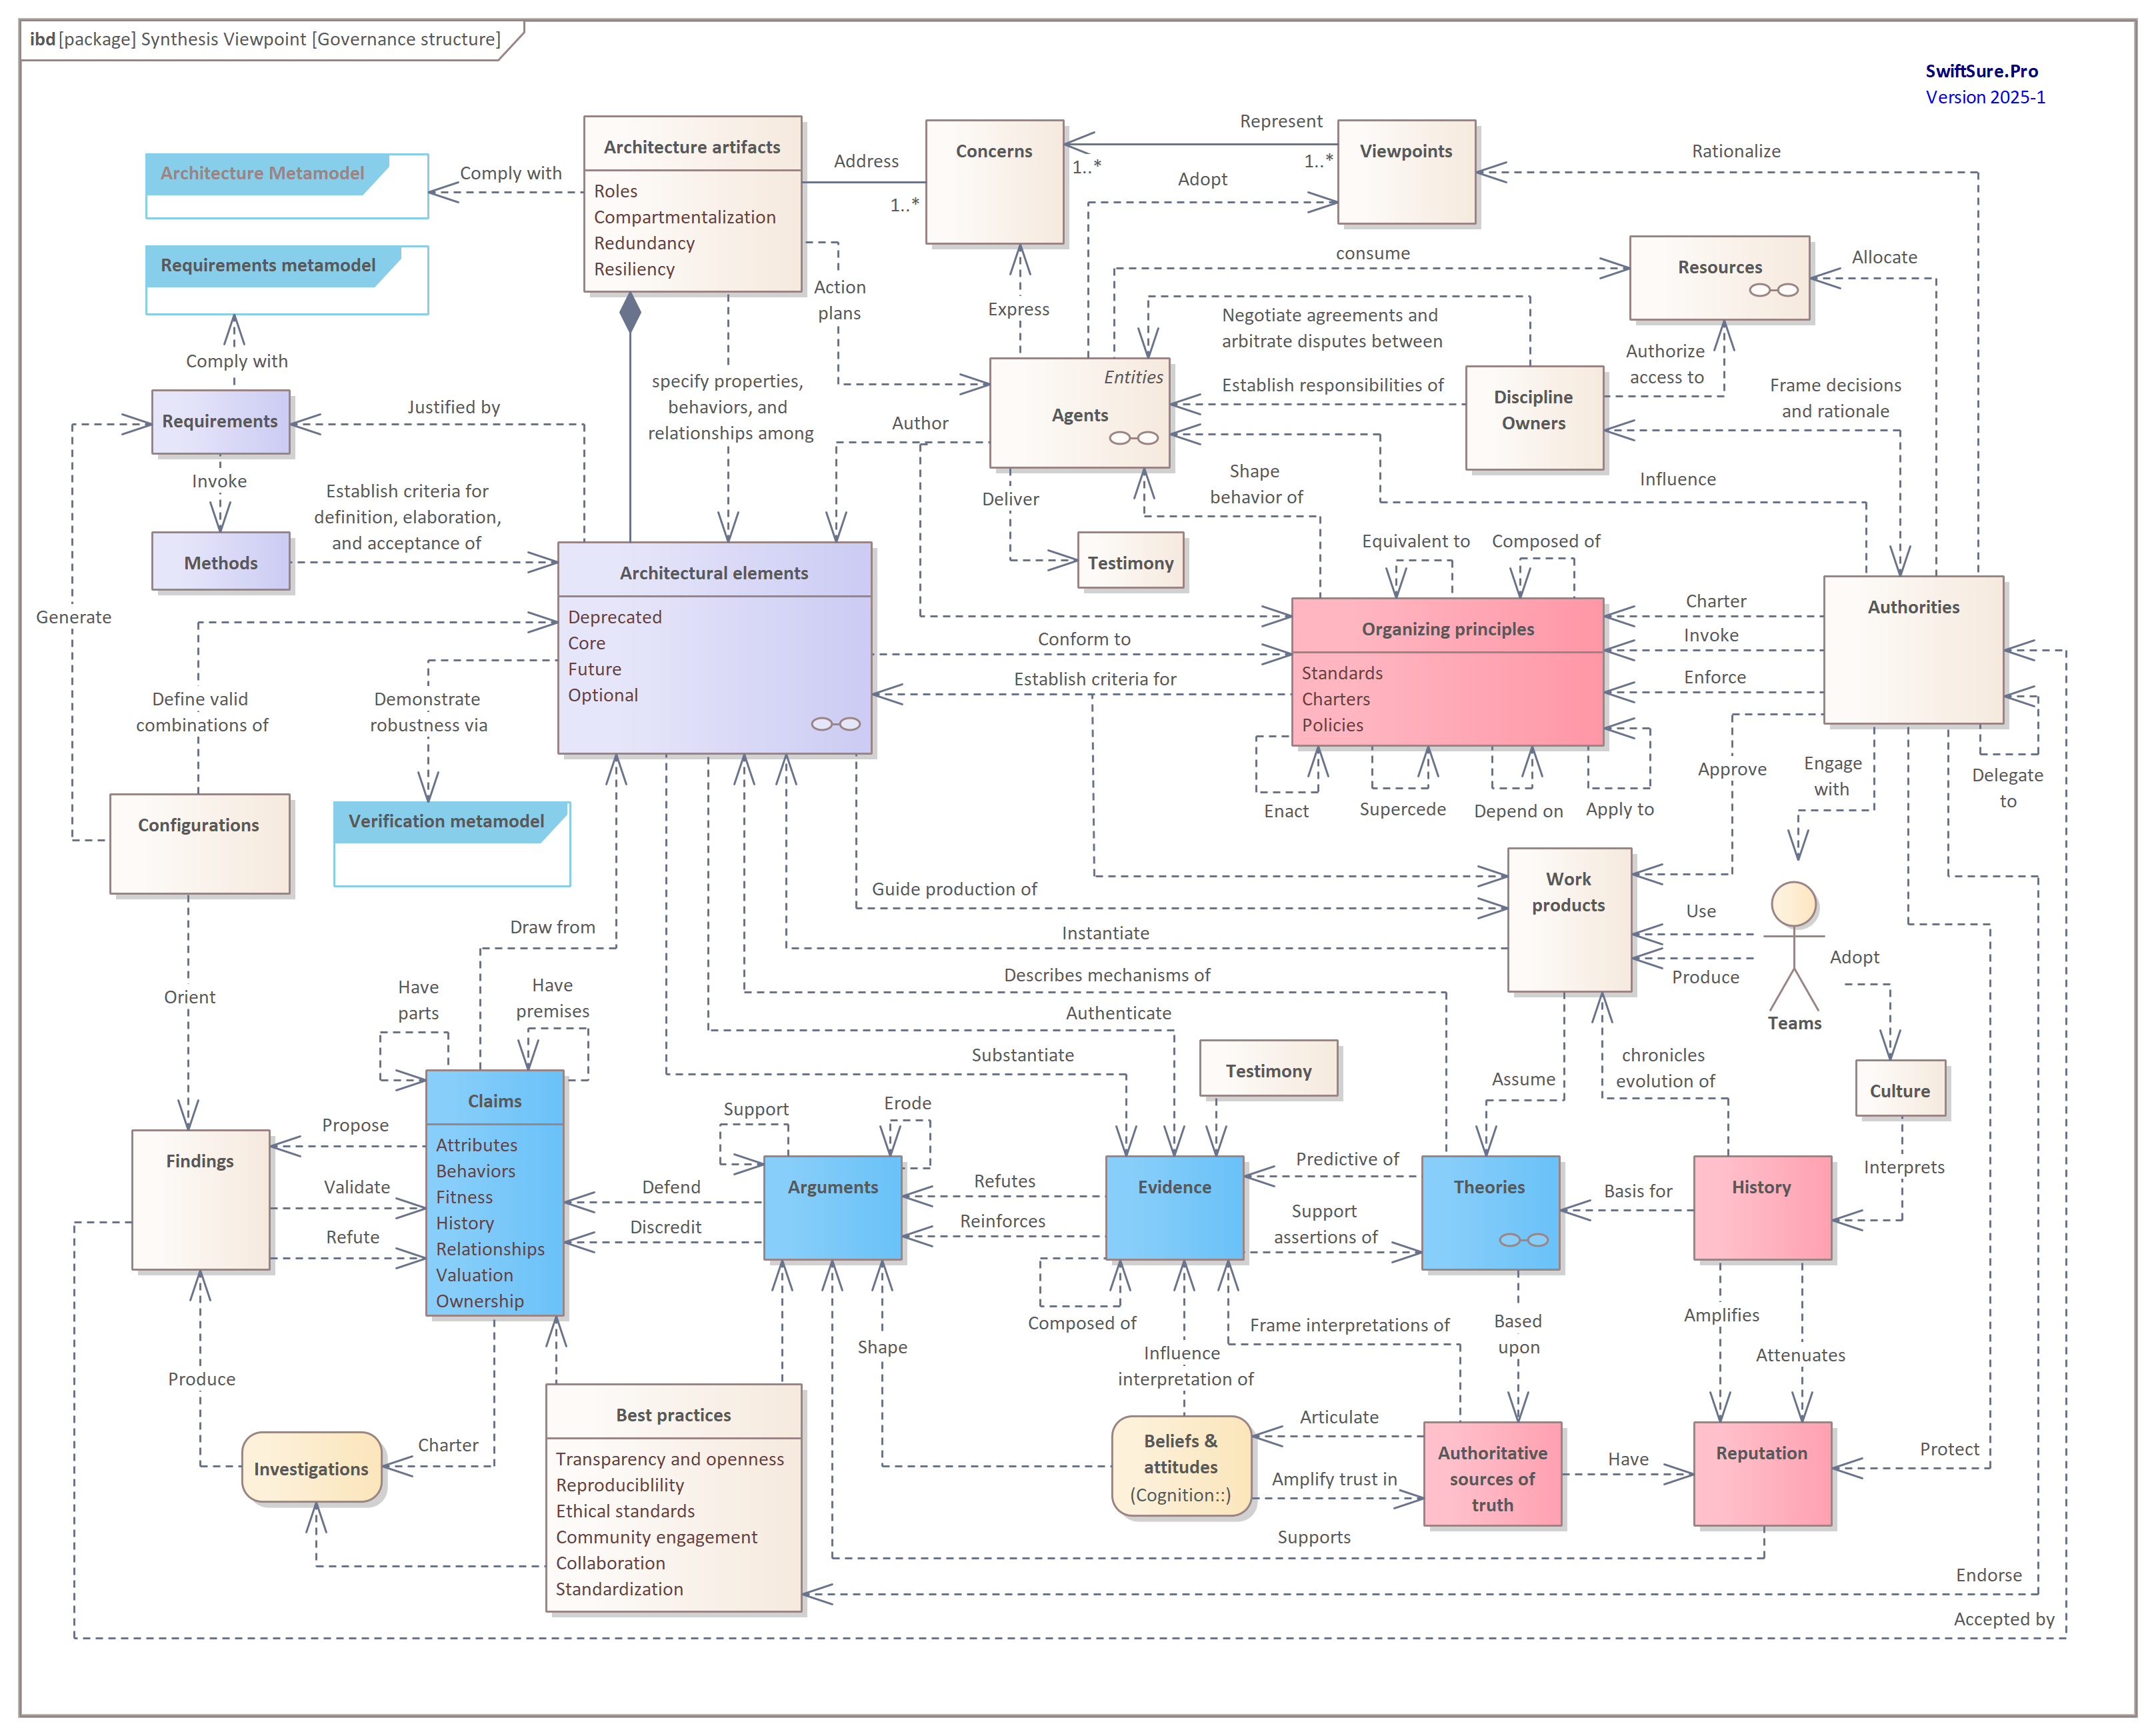 ibd [package] Synthesis Viewpoint [Governance structure]
SwiftSure.Pro
Version 2025-1
Architecture artifacts
Roles
Compartmentalization
Redundancy
Resiliency
Concerns
Represent
1..*
1..*
Viewpoints
Rationalize
Address
1..*
Architecture Metamodel
Comply with
Adopt
Requirements metamodel
consume
Resources
Allocate
Action
plans
Express
Negotiate agreements and
arbitrate disputes between
Authorize
access to
Comply with
specify properties,
behaviors, and
relationships among
Entities
Agents
Establish responsibilities of
Discipline
Owners
Frame decisions
and rationale
Requirements
Justified by
Author
Invoke
Establish criteria for
definition, elaboration,
and acceptance of
Deliver
Shape
behavior of
Influence
Methods
Testimony
Equivalent to
Composed of
Generate
Architectural elements
Deprecated
Core
Future
Optional
Conform to
Establish criteria for
Organizing principles
Standards
Charters
Policies
Charter
Invoke
Enforce
Authorities
Define valid
combinations of
Demonstrate
robustness via
Enact
Supercede
Depend on
Apply to
Approve
Engage
with
Delegate
to
Configurations
Verification metamodel
Guide production of
Work
products
Use
Produce
Teams
Adopt
Draw from
Instantiate
Describes mechanisms of
Orient
Have
parts
Have
premises
Authenticate
Substantiate
Testimony
Assume
chronicles
evolution of
Culture
Claims
Attributes
Behaviors
Fitness
History
Relationships
Valuation
Ownership
Support
Erode
Findings
Propose
Validate
Refute
Defend
Discredit
Arguments
Refutes
Reinforces
Evidence
Predictive of
Support
assertions of
Theories
Basis for
History
Interprets
Composed of
Shape
Influence
interpretation of
Frame interpretations of
Based
upon
Amplifies
Attenuates
Produce
Investigations
Charter
Best practices
Transparency and openness
Reproduciblility
Ethical standards
Community engagement
Collaboration
Standardization
Beliefs &
attitudes
(Cognition::)
Articulate
Amplify trust in
Authoritative
sources of
truth
Have
Reputation
Protect
Supports
Endorse
Accepted by